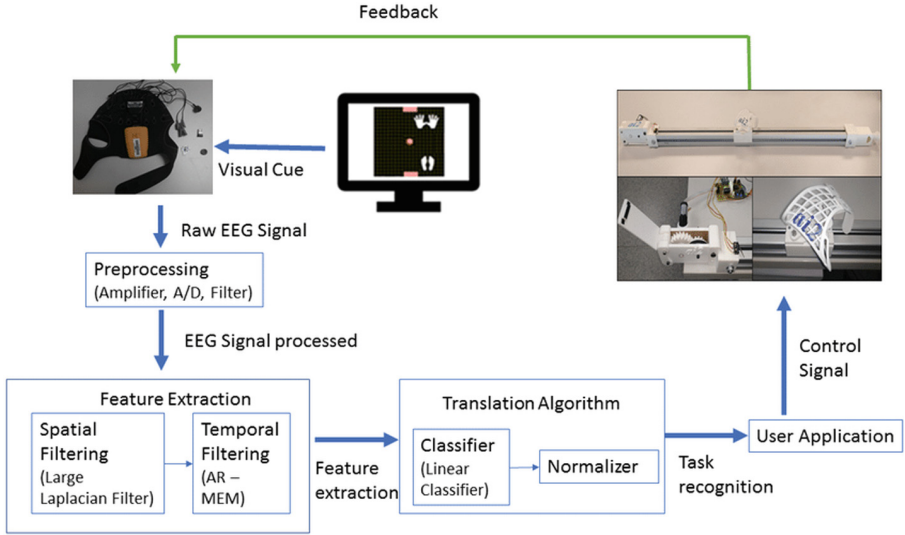 Feedback
Visual Cue
Raw EEG Signal
Preprocessing
(Amplifier, A/D, Filter)
EEG Signal processed
Feature Extraction
Spatial
Filtering
(Large
Laplacian Filter)
Temporal
Filtering
(AR –
MEM)
Feature
extraction
Translation Algorithm
Classifier
(Linear
Classifier)
Normalizer
Task
recognition
User Application
Control
Signal